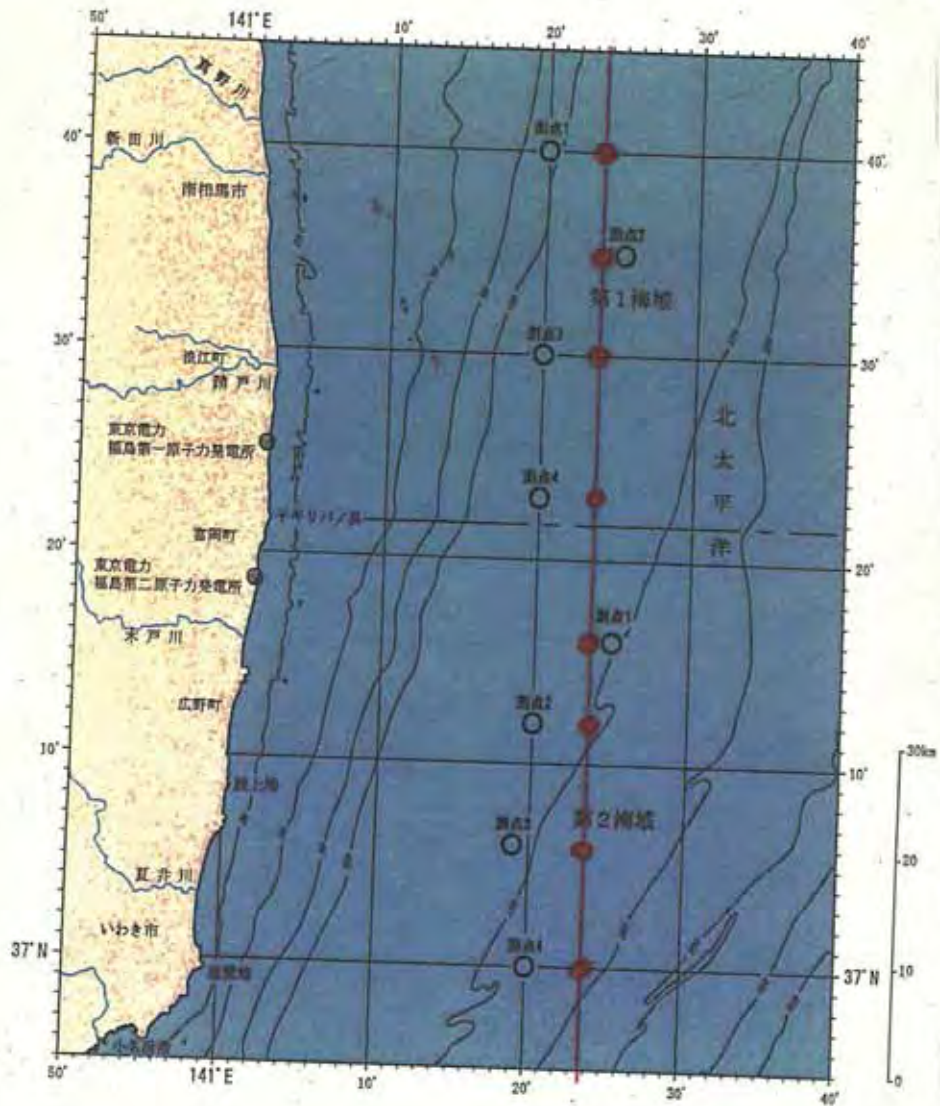 50'
141°E
10'
20'
30'
40'
真野川
新田川
40'
南相馬市
測点1
40'
測点2
第1海域
30'
測点3
30'
浪江町
請戸川
東京電力
福島第一原子力発電所
北太平洋
測点4
富岡町
20'
東京電力
福島第二原子力発電所
20'
木戸川
測点1
広野町
測点2
10'
10'
30km
測点3
第2海域
20
夏井川
いわき市
37°N
測点4
37°N
10
0
50'
141°E
10'
20'
30'
40'